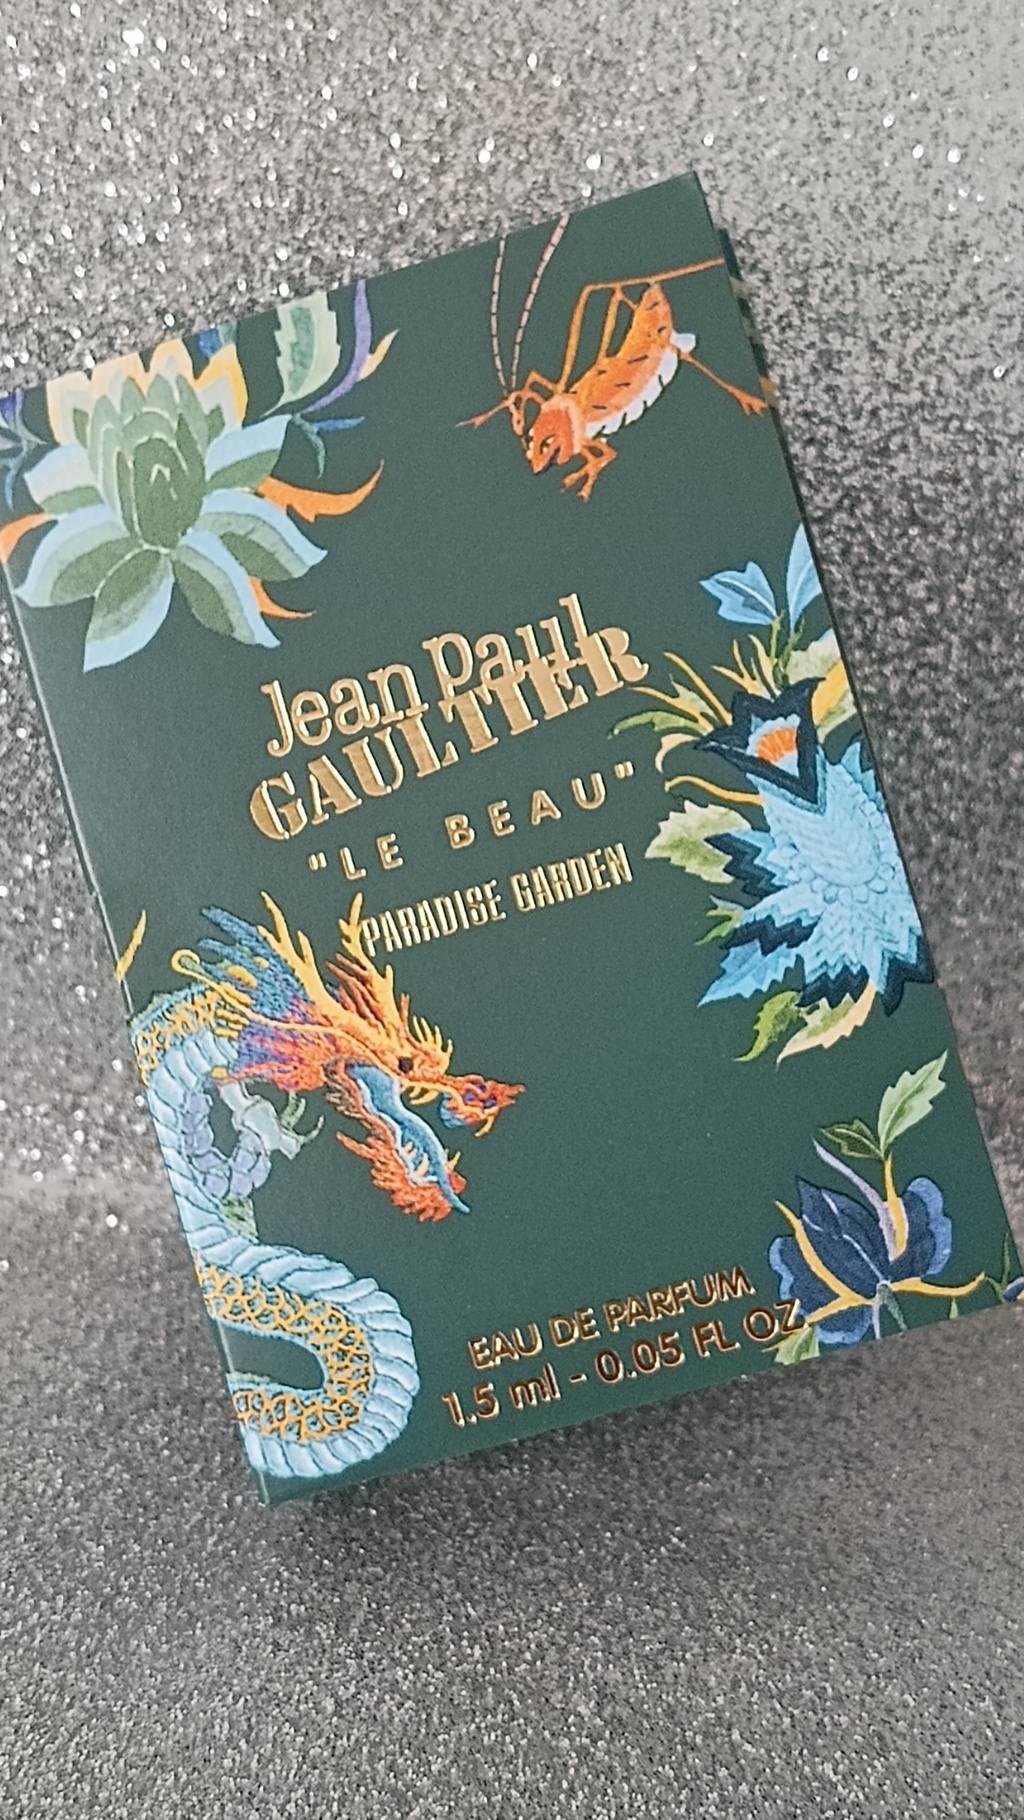 Jean Paul
GAULTIER
"LE BEAU"
PARADISE GARDEN
EAU DE PARFUM
1.5 ml - 0.05 FL OZ